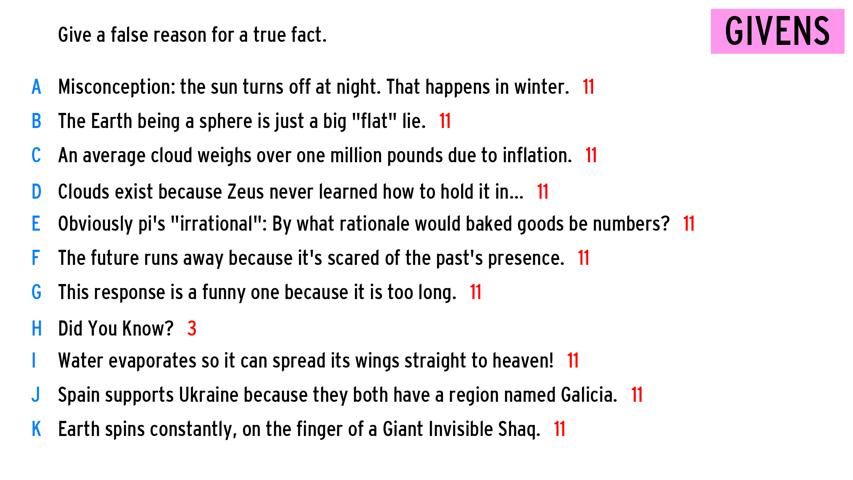 Give a false reason for a true fact.
GIVENS
A Misconception: the sun turns off at night. That happens in winter. 11
B The Earth being a sphere is just a big "flat" lie. 11
C An average cloud weighs over one million pounds due to inflation. 11
D Clouds exist because Zeus never learned how to hold it in... 11
E Obviously pi's "irrational": By what rationale would baked goods be numbers? 11
F The future runs away because it's scared of the past's presence. 11
G This response is a funny one because it is too long. 11
H Did You Know? 3
I Water evaporates so it can spread its wings straight to heaven! 11
J Spain supports Ukraine because they both have a region named Galicia. 11
K Earth spins constantly, on the finger of a Giant Invisible Shaq. 11